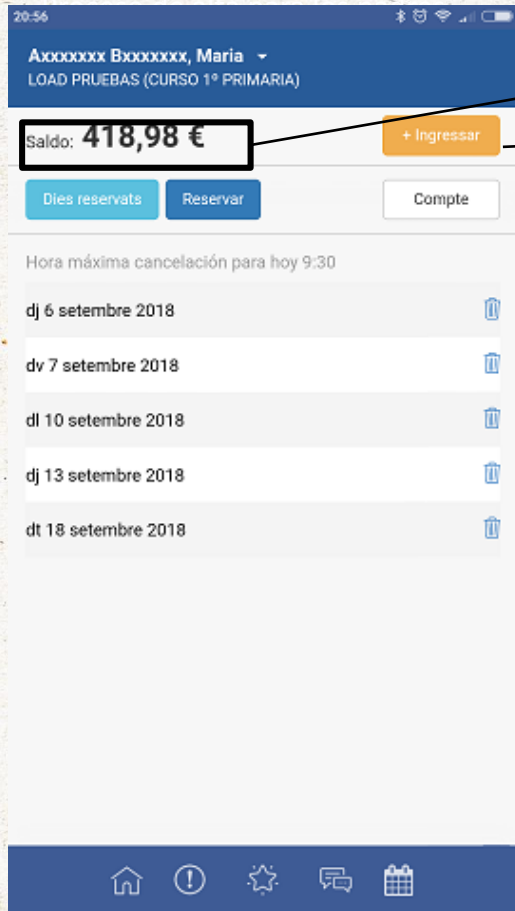 20:56
Axxxxxxx Bxxxxxxx, Maria
LOAD PRUEBAS (CURSO 1º PRIMARIA)
Saldo: 418,98 €
+ Ingressar
Dies reservats
Reservar
Compte
Hora máxima cancelación para hoy 9:30
dj 6 setembre 2018
dv 7 setembre 2018
dl 10 setembre 2018
dj 13 setembre 2018
dt 18 setembre 2018